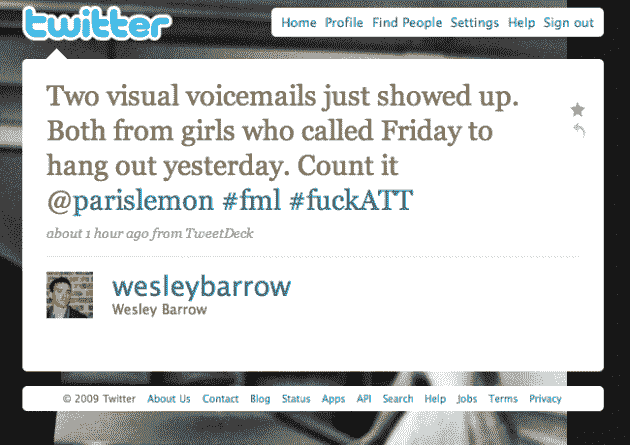 twitter
Home Profile Find People Settings Help Sign out
Two visual voicemails just showed up.
Both from girls who called Friday to
hang out yesterday. Count it
@parislemon #fml #fuckATT
about 1 hour ago from TweetDeck
wesleybarrow
Wesley Barrow
© 2009 Twitter About Us Contact Blog Status Apps API Search Help Jobs Terms Privacy